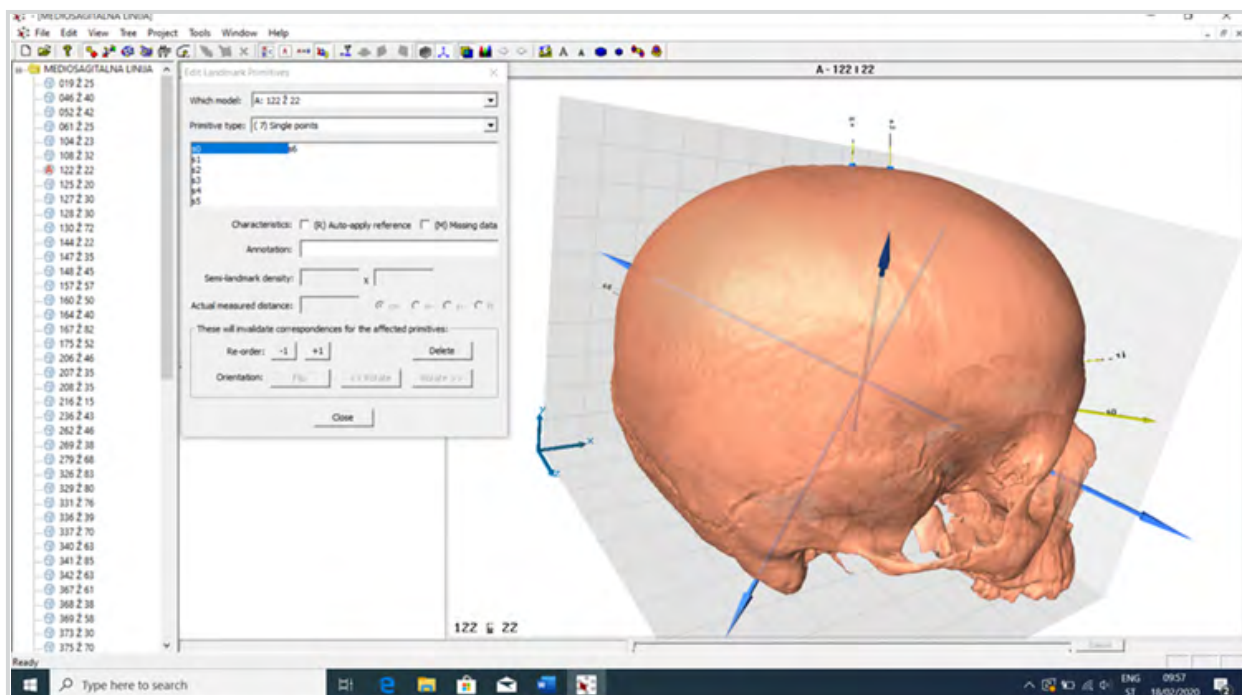 [MEDIOSAGITALNA LINIJA]
File Edit View Tree Project Tools Window Help
MEDIOSAGITALNA LINIJA
019 Ž 25
046 Ž 40
052 Ž 42
061 Ž 25
104 Ž 23
108 Ž 32
122 Ž 22
125 Ž 20
127 Ž 30
128 Ž 30
130 Ž 72
144 Ž 22
147 Ž 35
148 Ž 45
157 Ž 57
160 Ž 50
164 Ž 40
167 Ž 82
175 Ž 52
206 Ž 46
207 Ž 35
208 Ž 35
216 Ž 15
236 Ž 43
262 Ž 46
269 Ž 38
279 Ž 68
326 Ž 83
329 Ž 80
331 Ž 76
336 Ž 39
337 Ž 70
340 Ž 63
341 Ž 85
342 Ž 63
367 Ž 61
368 Ž 38
369 Ž 58
373 Ž 30
375 Ž 70
Edit Landmark Primitives
Which model: A: 122 Ž 22
Primitive type: ( 7) Single points
s0 s6
s1
s2
s3
s4
s5
Characteristics: (R) Auto-apply reference (M) Missing data
Annotation:
Semi-landmark density: x
Actual measured distance:
These will invalidate correspondences for the affected primitives:
Re-order: -1 +1 Delete
Orientation: Flip << Rotate Rotate >>
Close
A - 122
22
s1
s0
122
22
Cancel
Ready
Type here to search
ENG 09:57
ST 18/02/2020